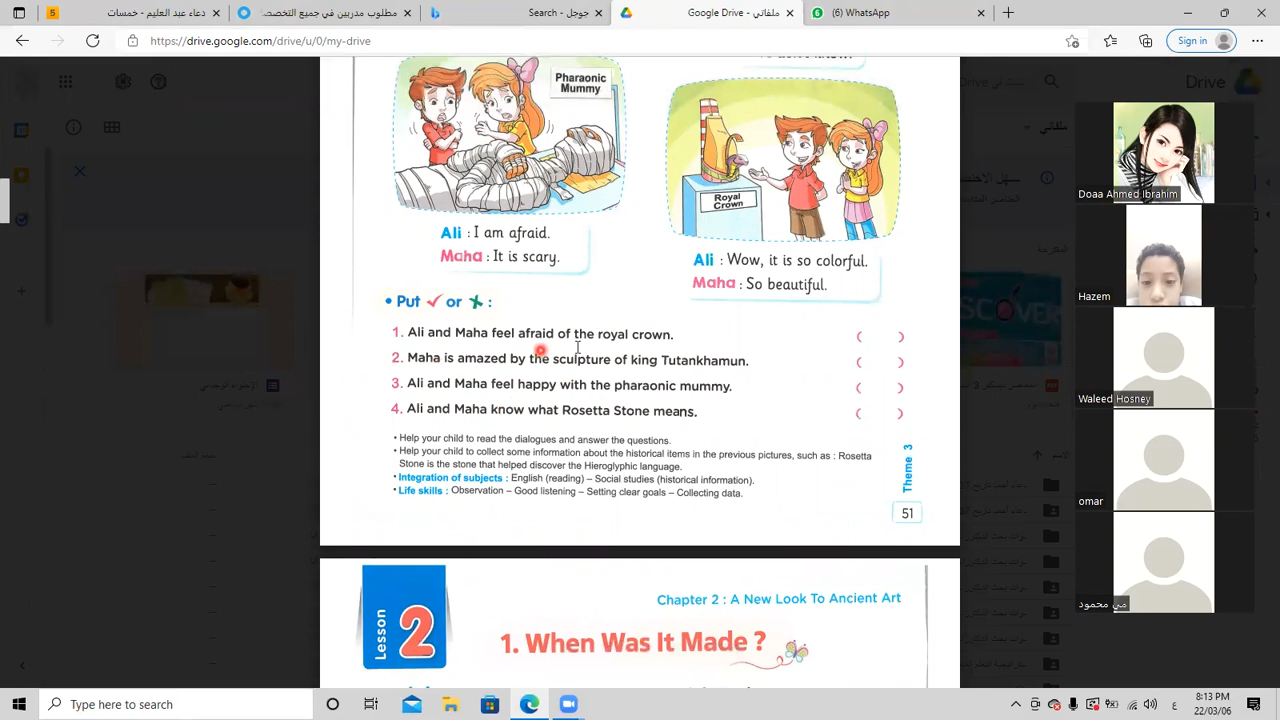 دعاء عبد العليم -
مطلوب مدرين في جميع التخصصات
Search - جوجل
ملفاتي - Google Drive
(6) WhatsApp
https://drive.google.com/drive/u/0/my-drive
Sign in
Drive
ملفاتي
Pharaonic
Mummy
Royal
Crown
Ali : I am afraid.
Maha : It is scary.
Ali : Wow, it is so colorful.
Maha : So beautiful.
• Put ✓ or ✗ :
1. Ali and Maha feel afraid of the royal crown. ( )
2. Maha is amazed by the sculpture of king Tutankhamun. ( )
3. Ali and Maha feel happy with the pharaonic mummy. ( )
4. Ali and Maha know what Rosetta Stone means. ( )
• Help your child to read the dialogues and answer the questions.
• Help your child to collect some information about the historical items in the previous pictures, such as : Rosetta
Stone is the stone that helped discover the Hieroglyphic language.
• Integration of subjects : English (reading) – Social studies (historical information).
• Life skills : Observation – Good listening – Setting clear goals – Collecting data.
Theme 3
51
Lesson
2
Chapter 2 : A New Look To Ancient Art
1. When Was It Made ?
Doaa Ahmed Ibrahim
Hazem
Waleed Hosney
omar
مي محمود
Type here to search
8:13 PM
22/03/06